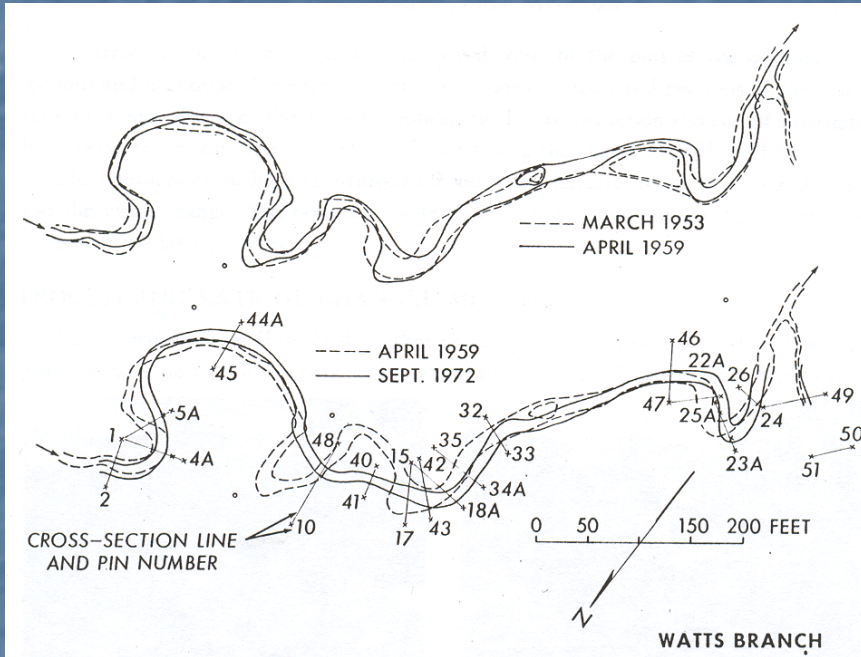 MARCH 1953
APRIL 1959
44A
46
APRIL 1959
SEPT. 1972
45
22A
26
5A
32
47
49
1
48
35
25A
24
15
42
40
33
50
4A
23A
51
2
41
34A
18A
10
17
43
0 50 100 150 200 FEET
CROSS-SECTION LINE
AND PIN NUMBER
N
WATTS BRANCH